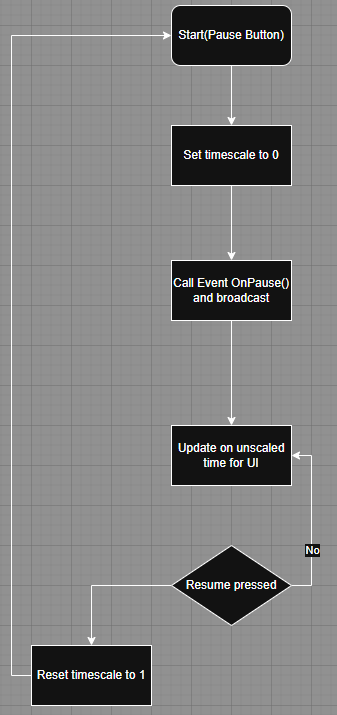 Start(Pause Button)
Set timescale to 0
Call Event OnPause()
and broadcast
Update on unscaled
time for UI
No
Resume pressed
Reset timescale to 1